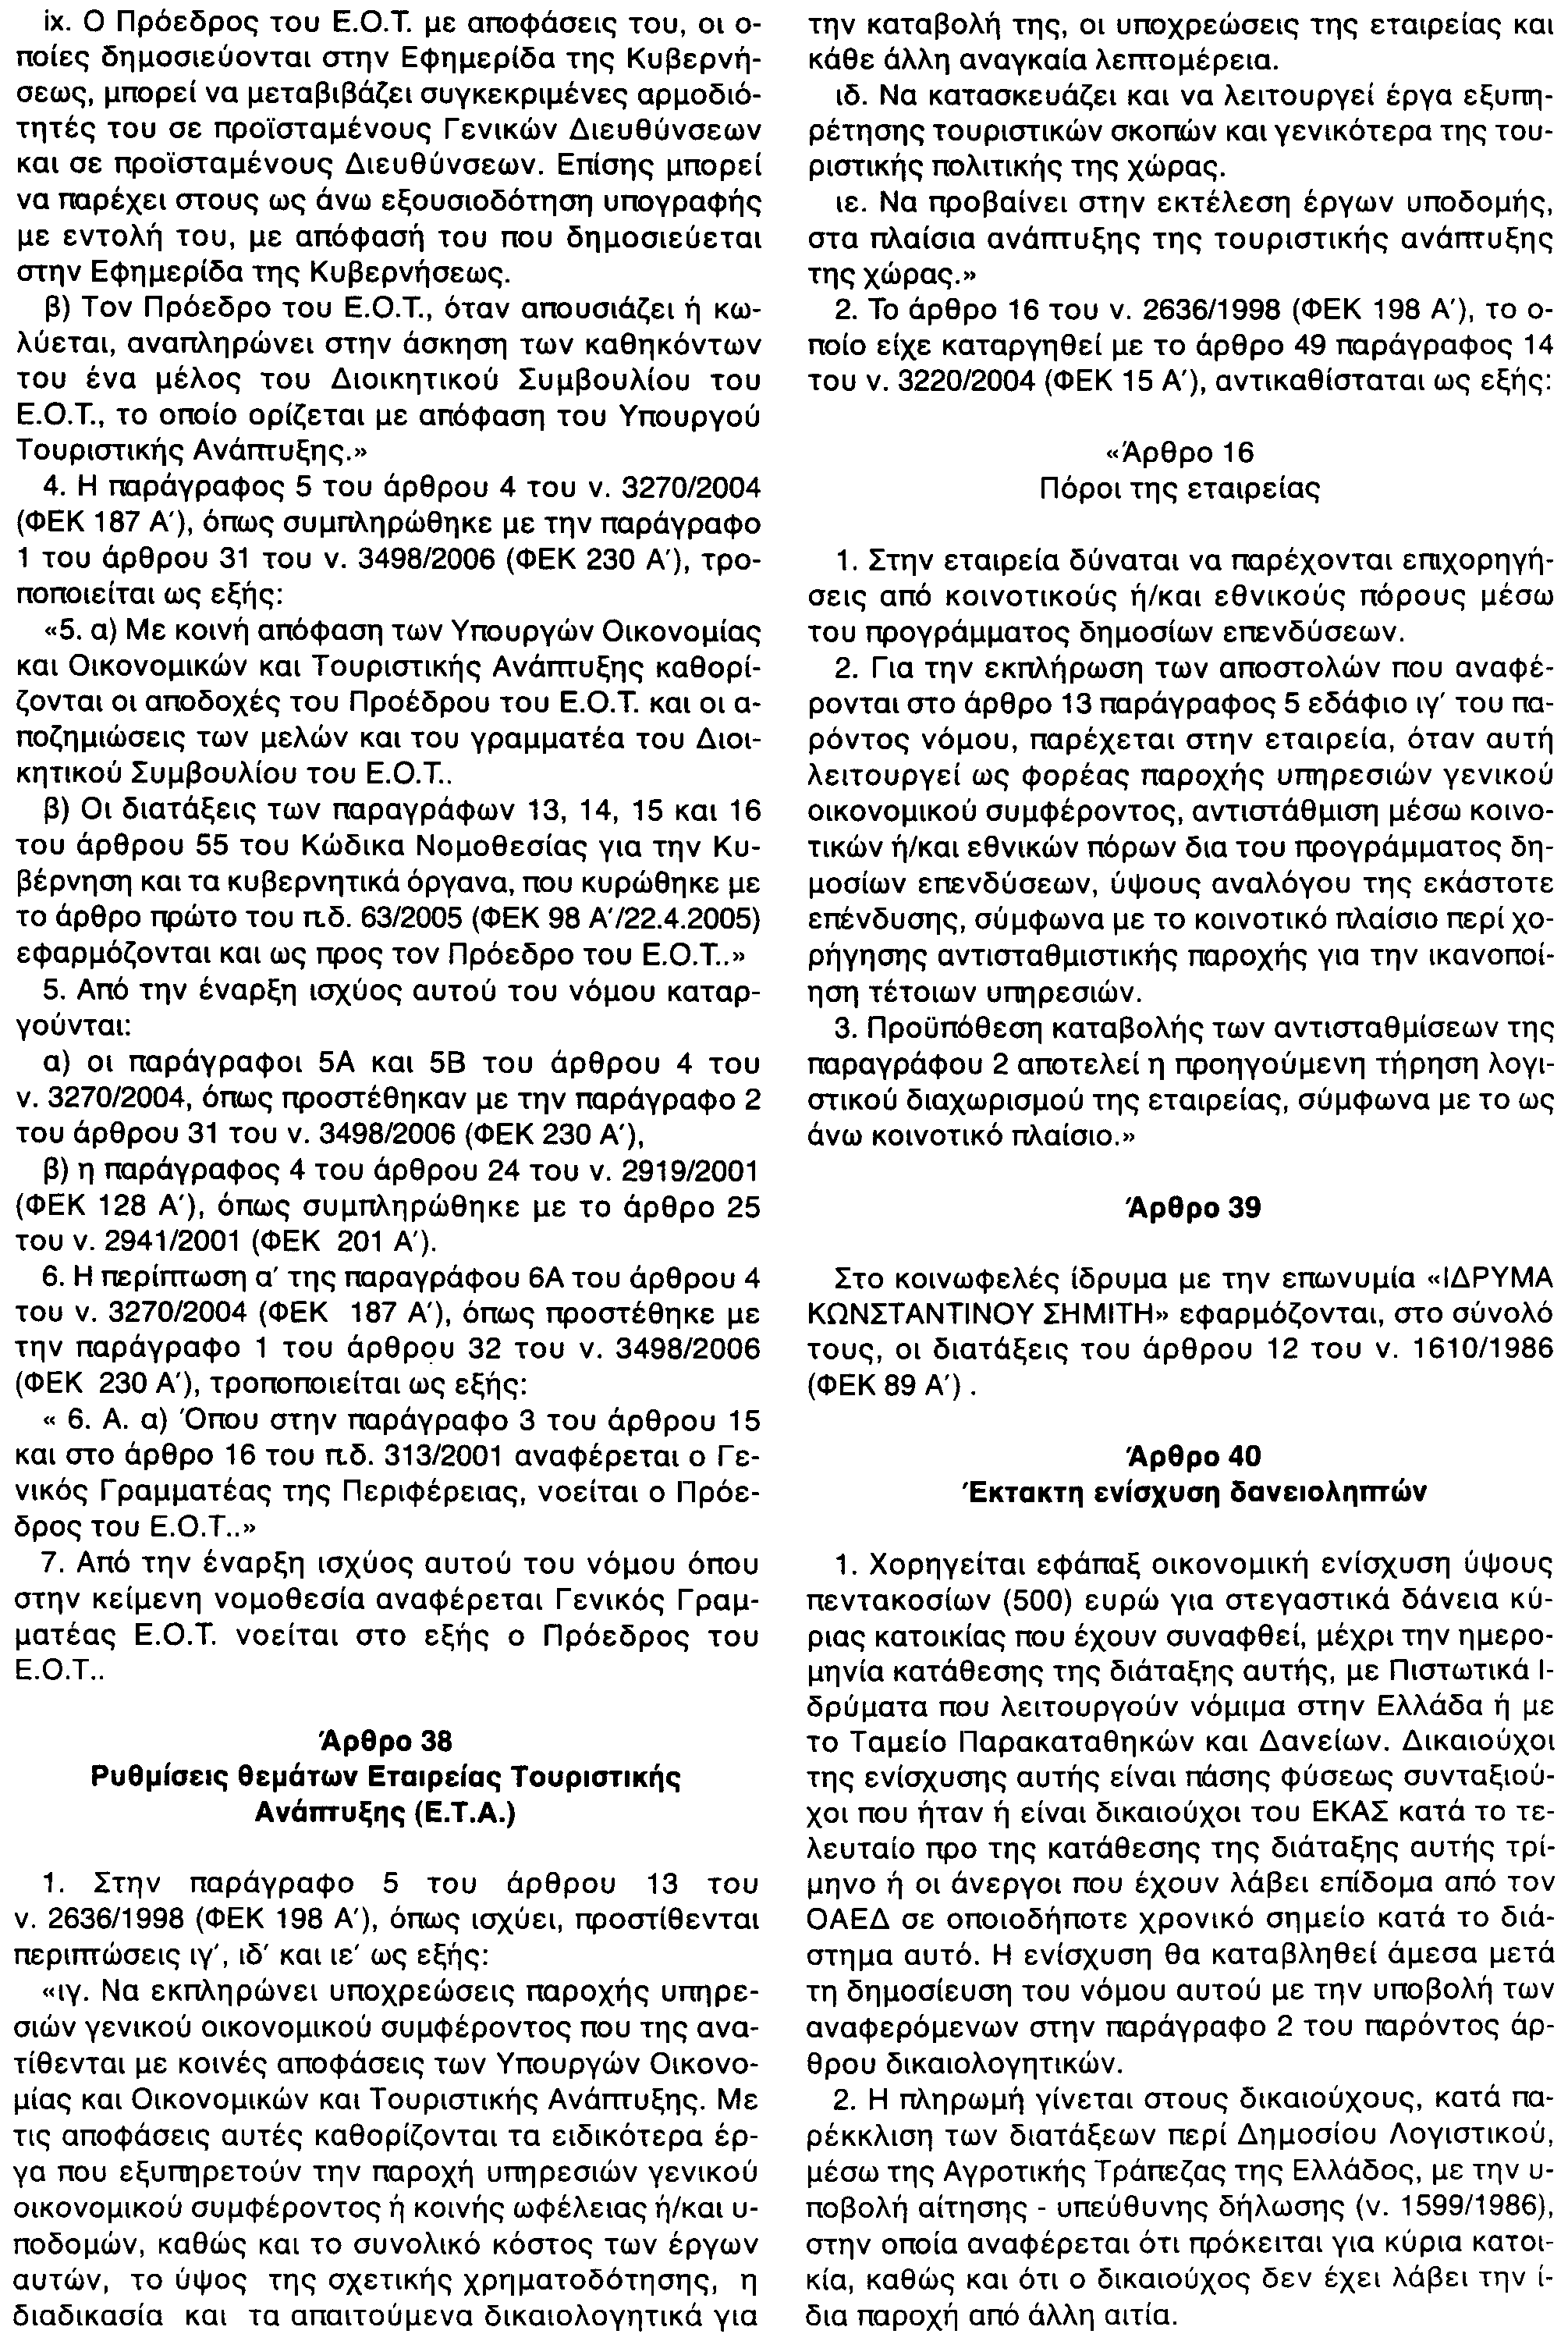 ix. Ο Πρόεδρος του Ε.Ο.Τ. με αποφάσεις του, οι ο-
ποίες δημοσιεύονται στην Εφημερίδα της Κυβερνή-
σεως, μπορεί να μεταβιβάζει συγκεκριμένες αρμοδιό-
τητές του σε προϊσταμένους Γενικών Διευθύνσεων
και σε προϊσταμένους Διευθύνσεων. Επίσης μπορεί
να παρέχει στους ως άνω εξουσιοδότηση υπογραφής
με εντολή του, με απόφασή του που δημοσιεύεται
στην Εφημερίδα της Κυβερνήσεως.
β) Τον Πρόεδρο του Ε.Ο.Τ., όταν απουσιάζει ή κω-
λύεται, αναπληρώνει στην άσκηση των καθηκόντων
του ένα μέλος του Διοικητικού Συμβουλίου του
Ε.Ο.Τ., το οποίο ορίζεται με απόφαση του Υπουργού
Τουριστικής Ανάπτυξης.»
4. Η παράγραφος 5 του άρθρου 4 του ν. 3270/2004
(ΦΕΚ 187 Α'), όπως συμπληρώθηκε με την παράγραφο
1 του άρθρου 31 του ν. 3498/2006 (ΦΕΚ 230 Α'), τρο-
ποποιείται ως εξής:
«5. α) Με κοινή απόφαση των Υπουργών Οικονομίας
και Οικονομικών και Τουριστικής Ανάπτυξης καθορί-
ζονται οι αποδοχές του Προέδρου του Ε.Ο.Τ. και οι α-
ποζημιώσεις των μελών και του γραμματέα του Διοι-
κητικού Συμβουλίου του Ε.Ο.Τ..
β) Οι διατάξεις των παραγράφων 13, 14, 15 και 16
του άρθρου 55 του Κώδικα Νομοθεσίας για την Κυ-
βέρνηση και τα κυβερνητικά όργανα, που κυρώθηκε με
το άρθρο πρώτο του π.δ. 63/2005 (ΦΕΚ 98 Α'/22.4.2005)
εφαρμόζονται και ως προς τον Πρόεδρο του Ε.Ο.Τ..»
5. Από την έναρξη ισχύος αυτού του νόμου καταρ-
γούνται:
α) οι παράγραφοι 5Α και 5Β του άρθρου 4 του
ν. 3270/2004, όπως προστέθηκαν με την παράγραφο 2
του άρθρου 31 του ν. 3498/2006 (ΦΕΚ 230 Α'),
β) η παράγραφος 4 του άρθρου 24 του ν. 2919/2001
(ΦΕΚ 128 Α'), όπως συμπληρώθηκε με το άρθρο 25
του ν. 2941/2001 (ΦΕΚ 201 Α').
6. Η περίπτωση α' της παραγράφου 6Α του άρθρου 4
του ν. 3270/2004 (ΦΕΚ 187 Α'), όπως προστέθηκε με
την παράγραφο 1 του άρθρου 32 του ν. 3498/2006
(ΦΕΚ 230 Α'), τροποποιείται ως εξής:
« 6. Α. α) Όπου στην παράγραφο 3 του άρθρου 15
και στο άρθρο 16 του π.δ. 313/2001 αναφέρεται ο Γε-
νικός Γραμματέας της Περιφέρειας, νοείται ο Πρόε-
δρος του Ε.Ο.Τ..»
7. Από την έναρξη ισχύος αυτού του νόμου όπου
στην κείμενη νομοθεσία αναφέρεται Γενικός Γραμ-
ματέας Ε.Ο.Τ. νοείται στο εξής ο Πρόεδρος του
Ε.Ο.Τ..
Άρθρο 38
Ρυθμίσεις θεμάτων Εταιρείας Τουριστικής
Ανάπτυξης (Ε.Τ.Α.)
1. Στην παράγραφο 5 του άρθρου 13 του
ν. 2636/1998 (ΦΕΚ 198 Α'), όπως ισχύει, προστίθενται
περιπτώσεις ιγ', ιδ' και ιε' ως εξής:
«ιγ. Να εκπληρώνει υποχρεώσεις παροχής υπηρε-
σιών γενικού οικονομικού συμφέροντος που της ανα-
τίθενται με κοινές αποφάσεις των Υπουργών Οικονο-
μίας και Οικονομικών και Τουριστικής Ανάπτυξης. Με
τις αποφάσεις αυτές καθορίζονται τα ειδικότερα έρ-
γα που εξυπηρετούν την παροχή υπηρεσιών γενικού
οικονομικού συμφέροντος ή κοινής ωφέλειας ή/και υ-
ποδομών, καθώς και το συνολικό κόστος των έργων
αυτών, το ύψος της σχετικής χρηματοδότησης, η
διαδικασία και τα απαιτούμενα δικαιολογητικά για
την καταβολή της, οι υποχρεώσεις της εταιρείας και
κάθε άλλη αναγκαία λεπτομέρεια.
ιδ. Να κατασκευάζει και να λειτουργεί έργα εξυπη-
ρέτησης τουριστικών σκοπών και γενικότερα της του-
ριστικής πολιτικής της χώρας.
ιε. Να προβαίνει στην εκτέλεση έργων υποδομής,
στα πλαίσια ανάπτυξης της τουριστικής ανάπτυξης
της χώρας.»
2. Το άρθρο 16 του ν. 2636/1998 (ΦΕΚ 198 Α'), το ο-
ποίο είχε καταργηθεί με το άρθρο 49 παράγραφος 14
του ν. 3220/2004 (ΦΕΚ 15 Α'), αντικαθίσταται ως εξής:
«Άρθρο 16
Πόροι της εταιρείας
1. Στην εταιρεία δύναται να παρέχονται επιχορηγή-
σεις από κοινοτικούς ή/και εθνικούς πόρους μέσω
του προγράμματος δημοσίων επενδύσεων.
2. Για την εκπλήρωση των αποστολών που αναφέ-
ρονται στο άρθρο 13 παράγραφος 5 εδάφιο ιγ' του πα-
ρόντος νόμου, παρέχεται στην εταιρεία, όταν αυτή
λειτουργεί ως φορέας παροχής υπηρεσιών γενικού
οικονομικού συμφέροντος, αντιστάθμιση μέσω κοινο-
τικών ή/και εθνικών πόρων δια του προγράμματος δη-
μοσίων επενδύσεων, ύψους αναλόγου της εκάστοτε
επένδυσης, σύμφωνα με το κοινοτικό πλαίσιο περί χο-
ρήγησης αντισταθμιστικής παροχής για την ικανοποί-
ηση τέτοιων υπηρεσιών.
3. Προϋπόθεση καταβολής των αντισταθμίσεων της
παραγράφου 2 αποτελεί η προηγούμενη τήρηση λογι-
στικού διαχωρισμού της εταιρείας, σύμφωνα με το ως
άνω κοινοτικό πλαίσιο.»
Άρθρο 39
Στο κοινωφελές ίδρυμα με την επωνυμία «ΙΔΡΥΜΑ
ΚΩΝΣΤΑΝΤΙΝΟΥ ΣΗΜΙΤΗ» εφαρμόζονται, στο σύνολό
τους, οι διατάξεις του άρθρου 12 του ν. 1610/1986
(ΦΕΚ 89 Α') .
Άρθρο 40
Έκτακτη ενίσχυση δανειοληπτών
1. Χορηγείται εφάπαξ οικονομική ενίσχυση ύψους
πεντακοσίων (500) ευρώ για στεγαστικά δάνεια κύ-
ριας κατοικίας που έχουν συναφθεί, μέχρι την ημερο-
μηνία κατάθεσης της διάταξης αυτής, με Πιστωτικά Ι-
δρύματα που λειτουργούν νόμιμα στην Ελλάδα ή με
το Ταμείο Παρακαταθηκών και Δανείων. Δικαιούχοι
της ενίσχυσης αυτής είναι πάσης φύσεως συνταξιού-
χοι που ήταν ή είναι δικαιούχοι του ΕΚΑΣ κατά το τε-
λευταίο προ της κατάθεσης της διάταξης αυτής τρί-
μηνο ή οι άνεργοι που έχουν λάβει επίδομα από τον
ΟΑΕΔ σε οποιοδήποτε χρονικό σημείο κατά το διά-
στημα αυτό. Η ενίσχυση θα καταβληθεί άμεσα μετά
τη δημοσίευση του νόμου αυτού με την υποβολή των
αναφερόμενων στην παράγραφο 2 του παρόντος άρ-
θρου δικαιολογητικών.
2. Η πληρωμή γίνεται στους δικαιούχους, κατά πα-
ρέκκλιση των διατάξεων περί Δημοσίου Λογιστικού,
μέσω της Αγροτικής Τράπεζας της Ελλάδος, με την υ-
ποβολή αίτησης - υπεύθυνης δήλωσης (ν. 1599/1986),
στην οποία αναφέρεται ότι πρόκειται για κύρια κατοι-
κία, καθώς και ότι ο δικαιούχος δεν έχει λάβει την ί-
δια παροχή από άλλη αιτία.